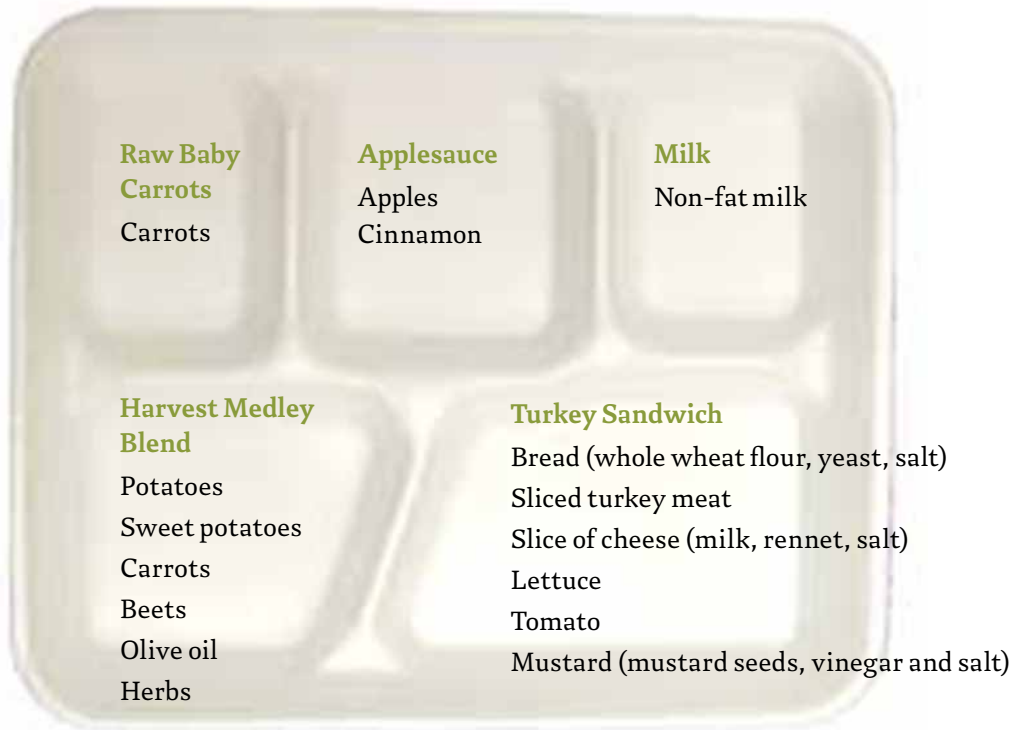 Raw Baby
Carrots
Carrots
Applesauce
Apples
Cinnamon
Milk
Non-fat milk
Harvest Medley
Blend
Potatoes
Sweet potatoes
Carrots
Beets
Olive oil
Herbs
Turkey Sandwich
Bread (whole wheat flour, yeast, salt)
Sliced turkey meat
Slice of cheese (milk, rennet, salt)
Lettuce
Tomato
Mustard (mustard seeds, vinegar and salt)